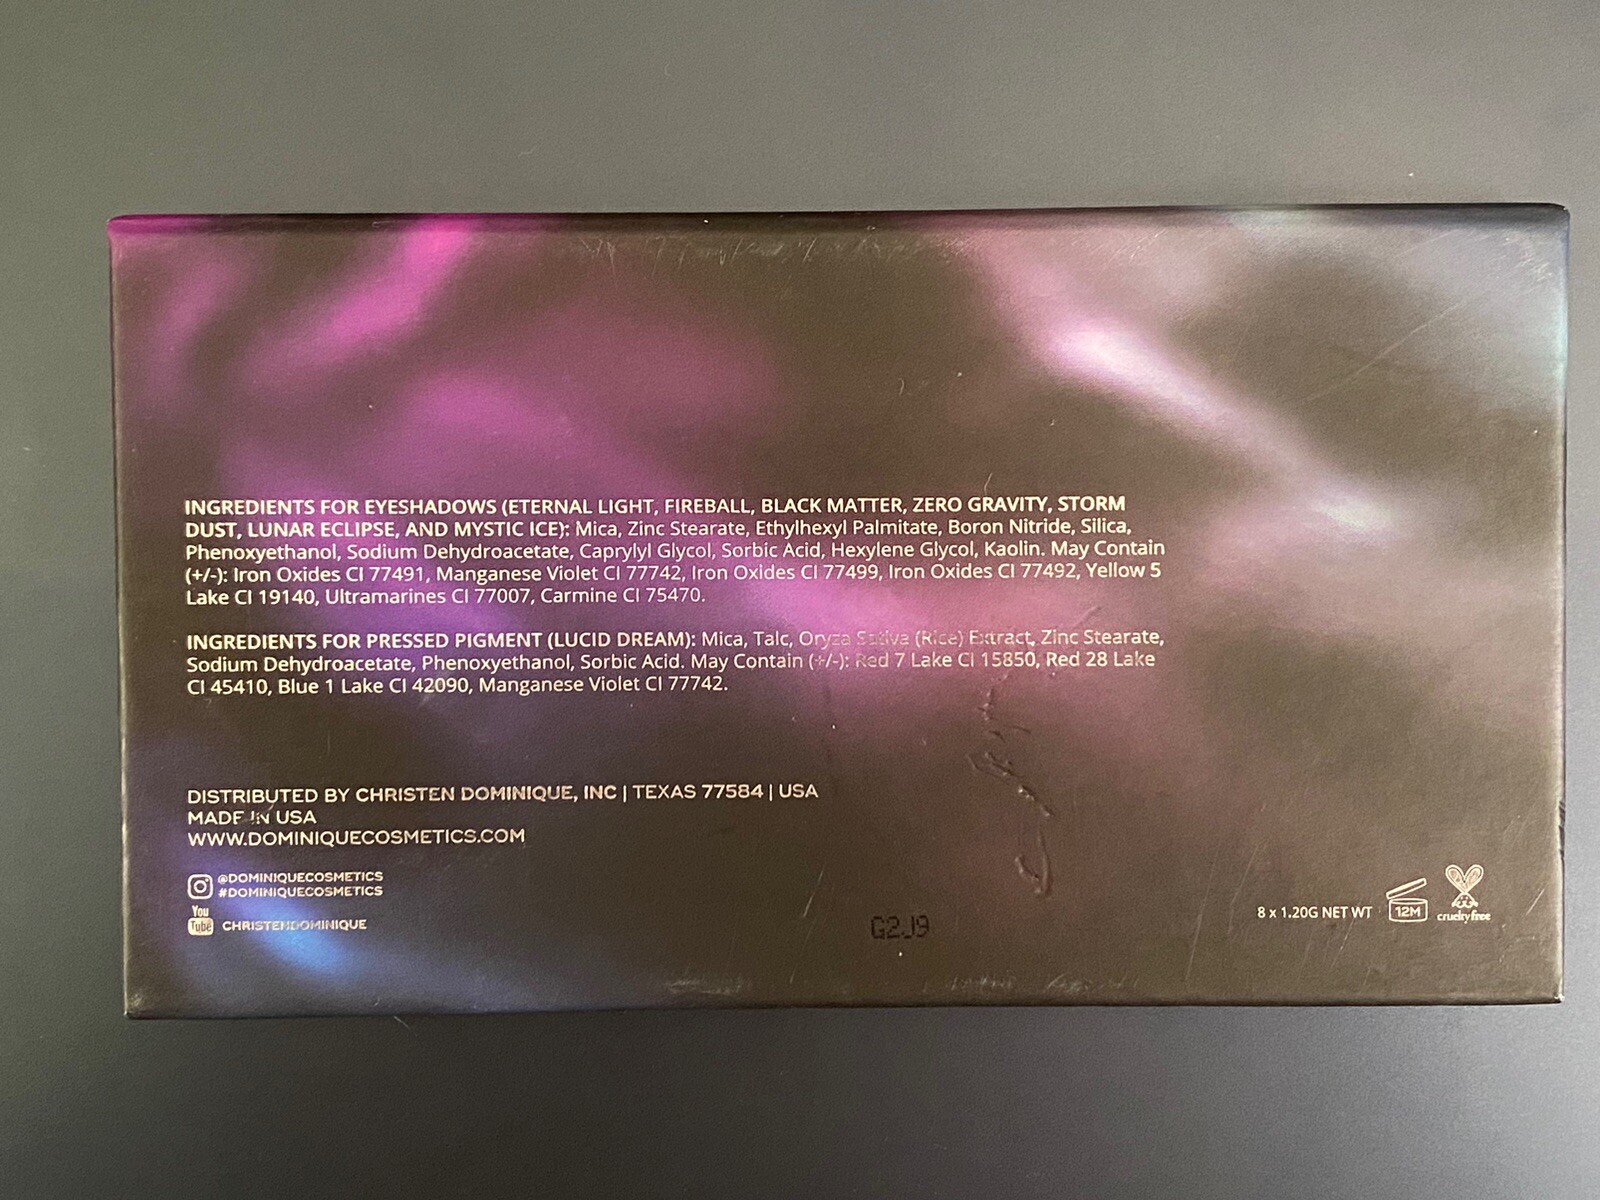 INGREDIENTS FOR EYESHADOWS (ETERNAL LIGHT, FIREBALL, BLACK MATTER, ZERO GRAVITY, STORM
DUST, LUNAR ECLIPSE, AND MYSTIC ICE): Mica, Zinc Stearate, Ethylhexyl Palmitate, Boron Nitride, Silica,
Phenoxyethanol, Sodium Dehydroacetate, Caprylyl Glycol, Sorbic Acid, Hexylene Glycol, Kaolin. May Contain
(+/-): Iron Oxides CI 77491, Manganese Violet CI 77742, Iron Oxides CI 77499, Iron Oxides CI 77492, Yellow 5
Lake CI 19140, Ultramarines CI 77007, Carmine CI 75470.
INGREDIENTS FOR PRESSED PIGMENT (LUCID DREAM): Mica, Talc, Oryza Sativa (Rice) Extract, Zinc Stearate,
Sodium Dehydroacetate, Phenoxyethanol, Sorbic Acid. May Contain (+/-): Red 7 Lake CI 15850, Red 28 Lake
CI 45410, Blue 1 Lake CI 42090, Manganese Violet CI 77742.
DISTRIBUTED BY CHRISTEN DOMINIQUE, INC | TEXAS 77584 | USA
MADE IN USA
WWW.DOMINIQUECOSMETICS.COM
@DOMINIQUECOSMETICS
#DOMINIQUECOSMETICS
You
Tube CHRISTENDOMINIQUE
G2J9
8 x 1.20G NET WT 12M cruelty free